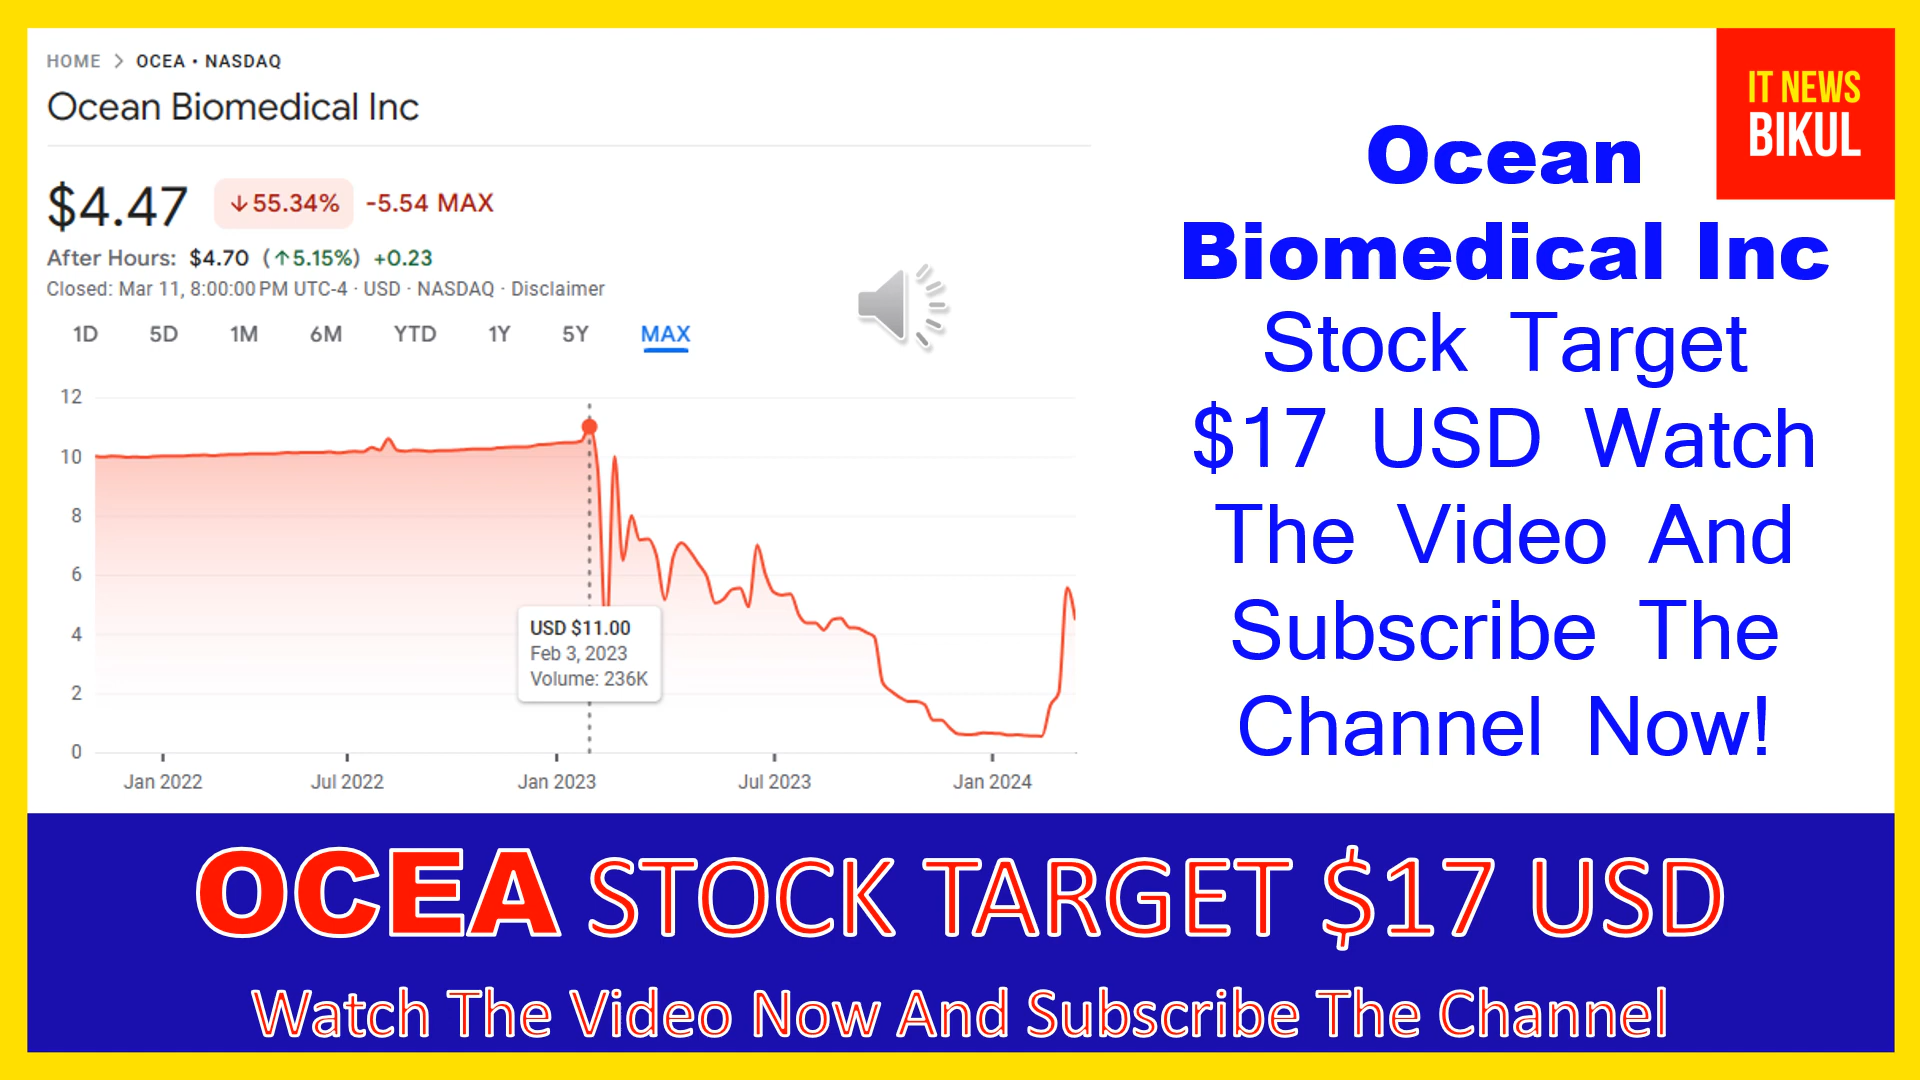 HOME > OCEA • NASDAQ
Ocean Biomedical Inc
$4.47 ↓55.34% -5.54 MAX
After Hours: $4.70 (↑5.15%) +0.23
Closed: Mar 11, 8:00:00 PM UTC-4 · USD · NASDAQ · Disclaimer
1D 5D 1M 6M YTD 1Y 5Y MAX
12
10
8
6
4
2
0
USD $11.00
Feb 3, 2023
Volume: 236K
Jan 2022 Jul 2022 Jan 2023 Jul 2023 Jan 2024
IT NEWS
BIKUL
Ocean
Biomedical Inc
Stock Target
$17 USD Watch
The Video And
Subscribe The
Channel Now!
OCEA STOCK TARGET $17 USD
Watch The Video Now And Subscribe The Channel